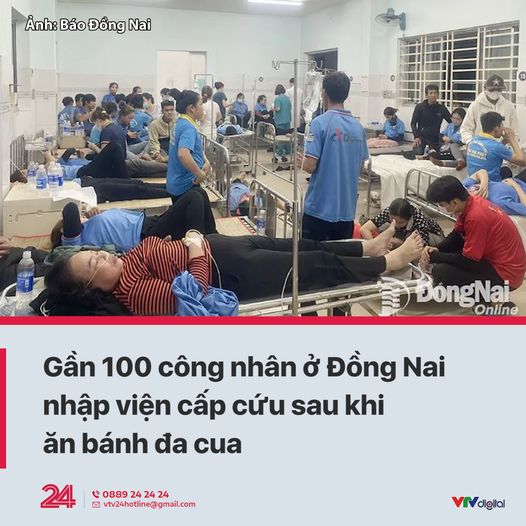 Ảnh: Báo Đồng Nai
ĐồngNai
Online
Gần 100 công nhân ở Đồng Nai
nhập viện cấp cứu sau khi
ăn bánh đa cua
24
0889 24 24 24
vtv24hotline@gmail.com
VTVdigital